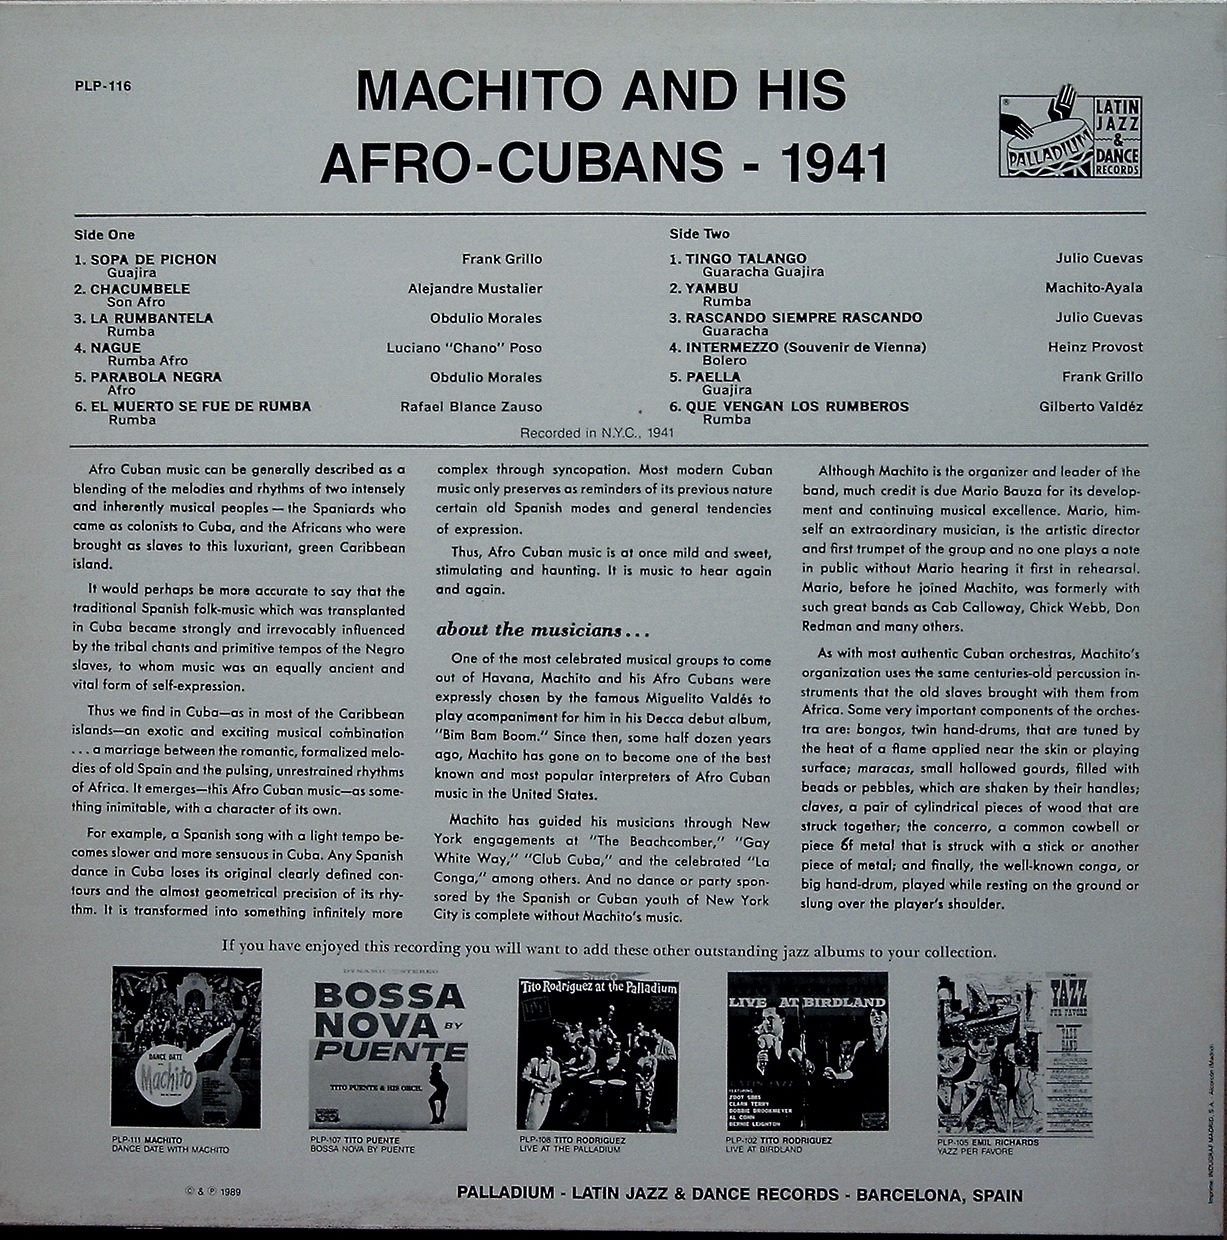 PLP-116
MACHITO AND HIS
AFRO-CUBANS - 1941
®
PALLADIUM
LATIN
JAZZ
&
DANCE
RECORDS
Side One
1. SOPA DE PICHON Frank Grillo
Guajira
2. CHACUMBELE Alejandre Mustalier
Son Afro
3. LA RUMBANTELA Obdulio Morales
Rumba
4. NAGUE Luciano "Chano" Poso
Rumba Afro
5. PARABOLA NEGRA Obdulio Morales
Afro
6. EL MUERTO SE FUE DE RUMBA Rafael Blance Zauso
Rumba
Side Two
1. TINGO TALANGO Julio Cuevas
Guaracha Guajira
2. YAMBU Machito-Ayala
Rumba
3. RASCANDO SIEMPRE RASCANDO Julio Cuevas
Guaracha
4. INTERMEZZO (Souvenir de Vienna) Heinz Provost
Bolero
5. PAELLA Frank Grillo
Guajira
6. QUE VENGAN LOS RUMBEROS Gilberto Valdéz
Rumba
Recorded in N.Y.C., 1941
Afro Cuban music can be generally described as a
blending of the melodies and rhythms of two intensely
and inherently musical peoples — the Spaniards who
came as colonists to Cuba, and the Africans who were
brought as slaves to this luxuriant, green Caribbean
island.
It would perhaps be more accurate to say that the
traditional Spanish folk-music which was transplanted
in Cuba became strongly and irrevocably influenced
by the tribal chants and primitive tempos of the Negro
slaves, to whom music was an equally ancient and
vital form of self-expression.
Thus we find in Cuba—as in most of the Caribbean
islands—an exotic and exciting musical combination
... a marriage between the romantic, formalized melo-
dies of old Spain and the pulsing, unrestrained rhythms
of Africa. It emerges—this Afro Cuban music—as some-
thing inimitable, with a character of its own.
For example, a Spanish song with a light tempo be-
comes slower and more sensuous in Cuba. Any Spanish
dance in Cuba loses its original clearly defined con-
tours and the almost geometrical precision of its rhy-
thm. It is transformed into something infinitely more
complex through syncopation. Most modern Cuban
music only preserves as reminders of its previous nature
certain old Spanish modes and general tendencies
of expression.
Thus, Afro Cuban music is at once mild and sweet,
stimulating and haunting. It is music to hear again
and again.
about the musicians...
One of the most celebrated musical groups to come
out of Havana, Machito and his Afro Cubans were
expressly chosen by the famous Miguelito Valdés to
play acompaniment for him in his Decca debut album,
"Bim Bam Boom." Since then, some half dozen years
ago, Machito has gone on to become one of the best
known and most popular interpreters of Afro Cuban
music in the United States.
Machito has guided his musicians through New
York engagements at "The Beachcomber," "Gay
White Way," "Club Cuba," and the celebrated "La
Conga," among others. And no dance or party spon-
sored by the Spanish or Cuban youth of New York
City is complete without Machito's music.
Although Machito is the organizer and leader of the
band, much credit is due Mario Bauza for its develop-
ment and continuing musical excellence. Mario, him-
self an extraordinary musician, is the artistic director
and first trumpet of the group and no one plays a note
in public without Mario hearing it first in rehearsal.
Mario, before he joined Machito, was formerly with
such great bands as Cab Calloway, Chick Webb, Don
Redman and many others.
As with most authentic Cuban orchestras, Machito's
organization uses the same centuries-old percussion in-
struments that the old slaves brought with them from
Africa. Some very important components of the orches-
tra are: bongos, twin hand-drums, that are tuned by
the heat of a flame applied near the skin or playing
surface; maracas, small hollowed gourds, filled with
beads or pebbles, which are shaken by their handles;
claves, a pair of cylindrical pieces of wood that are
struck together; the concerro, a common cowbell or
piece of metal that is struck with a stick or another
piece of metal; and finally, the well-known conga, or
big hand-drum, played while resting on the ground or
slung over the player's shoulder.
If you have enjoyed this recording you will want to add these other outstanding jazz albums to your collection.
DANCE DATE
Machito
PLP-111 MACHITO
DANCE DATE WITH MACHITO
DYNAMIC STEREO
BOSSA
NOVA BY
PUENTE
TITO PUENTE & HIS ORCH.
PLP-107 TITO PUENTE
BOSSA NOVA BY PUENTE
STEREO
Tito Rodriguez at the Palladium
PLP-108 TITO RODRIGUEZ
LIVE AT THE PALLADIUM
LIVE AT BIRDLAND
LATIN JAZZ
FEATURING
ZOOT SIMS
CLARK TERRY
BOBBIE BROOKMEYER
AL COHN
BERNIE LEIGHTON
PLP-102 TITO RODRIGUEZ
LIVE AT BIRDLAND
YAZZ
PER FAVORE
YAZZ
BAND
PLP-105 EMIL RICHARDS
YAZZ PER FAVORE
© & ℗ 1989
PALLADIUM - LATIN JAZZ & DANCE RECORDS - BARCELONA, SPAIN
Imprime: INDUGRAF MADRID, S.A. Alcorcón (Madrid)